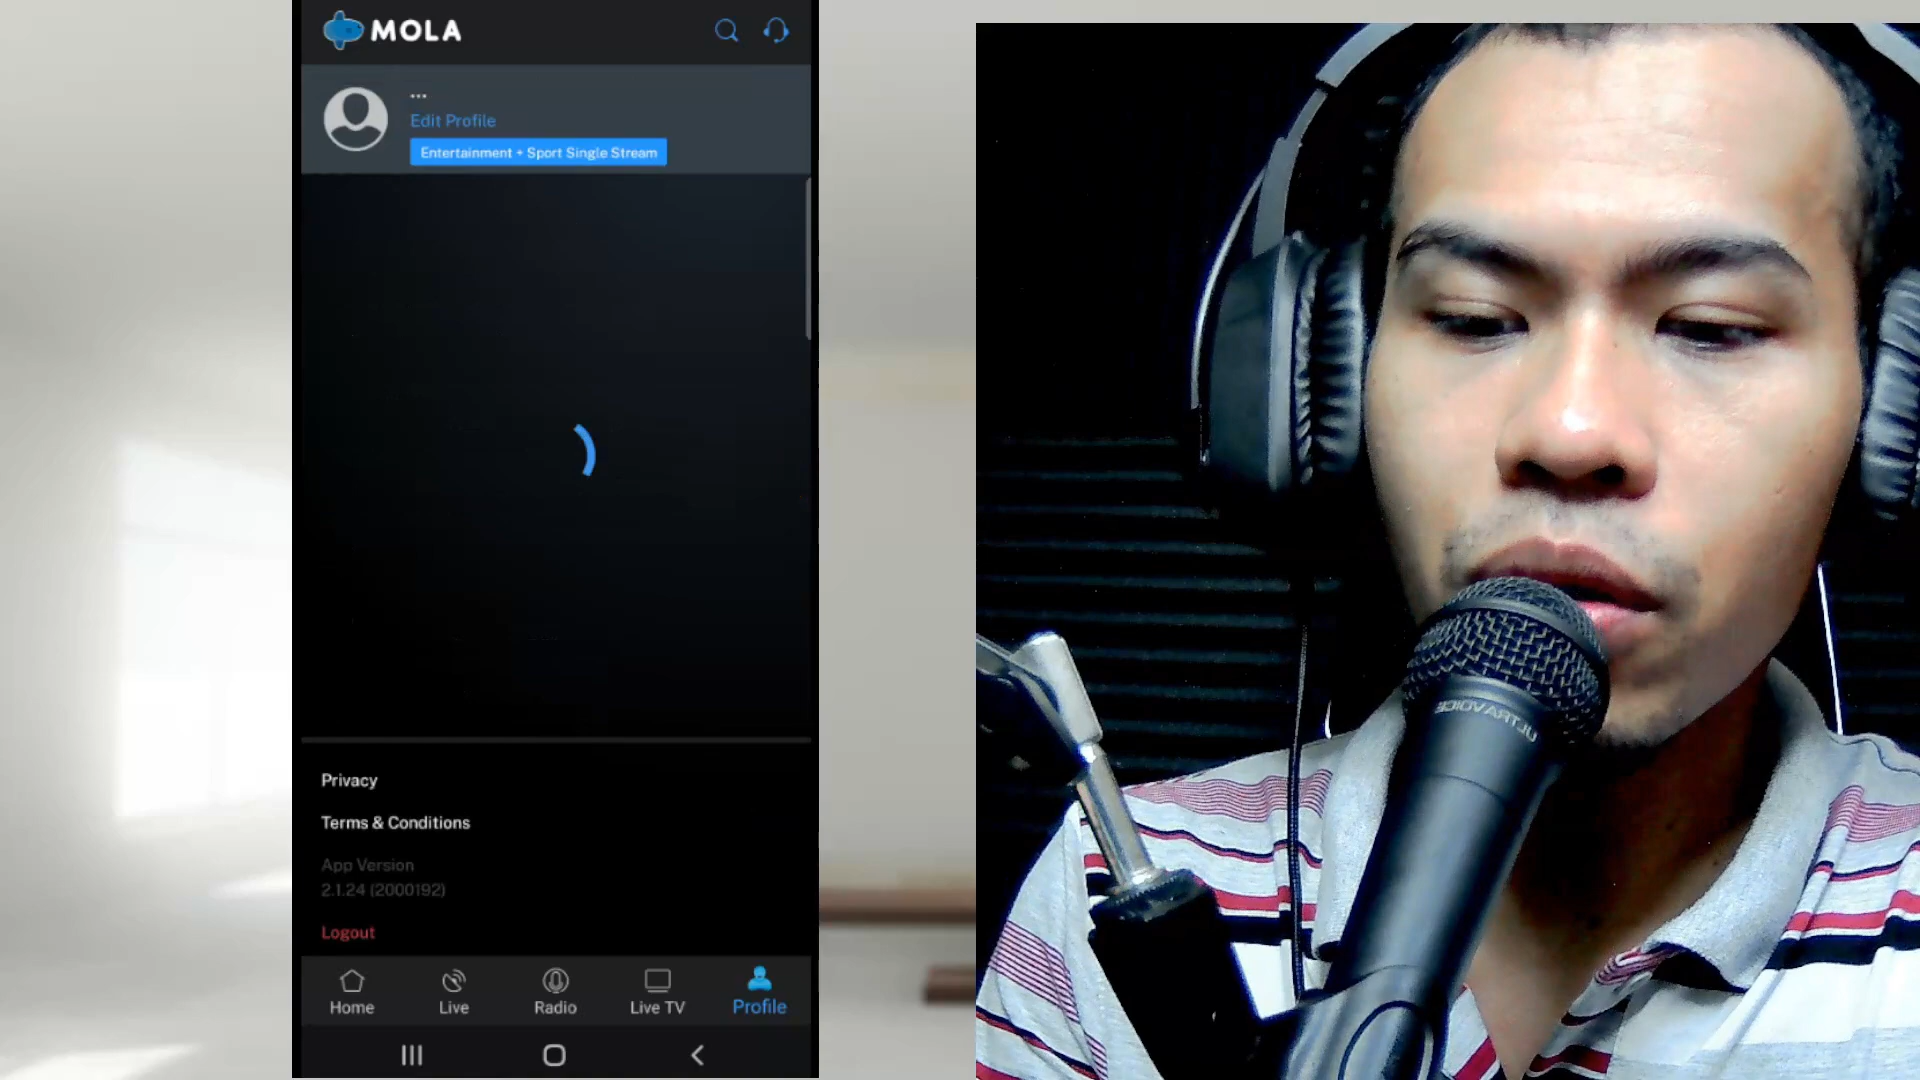 MOLA
...
Edit Profile
Entertainment + Sport Single Stream
Privacy
Terms & Conditions
App Version
2.1.24 (2000192)
Logout
Home
Live
Radio
Live TV
Profile
ULTRAVOICE